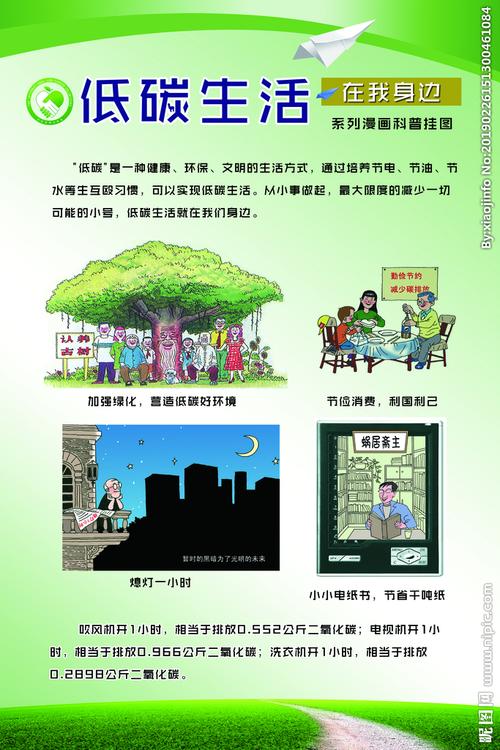 低碳生活
在我身边
系列漫画科普挂图
“低碳”是一种健康、环保、文明的生活方式，通过培养节电、节油、节
水等生互殴习惯，可以实现低碳生活。从小事做起，最大限度的减少一切
可能的小号，低碳生活就在我们身边。
认养
古树
勤俭节约
减少碳排放
加强绿化，营造低碳好环境
节俭消费，利国利己
暂时的黑暗为了光明的未来
蜗居斋主
熄灯一小时
小小电纸书，节省千吨纸
吹风机开1小时，相当于排放0.552公斤二氧化碳；电视机开1小
时，相当于排放0.966公斤二氧化碳；洗衣机开1小时，相当于排放
0.2898公斤二氧化碳。
By:xiaojinfo No:20190226151300461084
昵图网 www.nipic.com